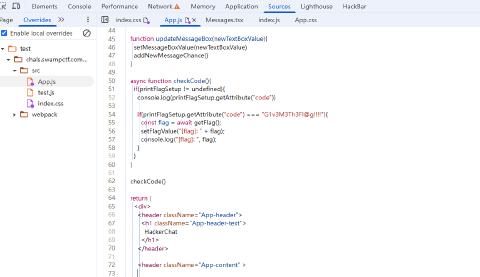 Elements Console Performance Network Memory Application Sources Lighthouse HackBar
Page Overrides » index.css App.js × Messages.tsx index.js App.css
Enable local overrides
test
chals.swampctf.com...
src
App.js
test.js
index.css
webpack
44
45 function updateMessageBox(newTextBoxValue){
46 setMessageBoxValue(newTextBoxValue)
47 addNewMessageChance()
48 }
49
50 async function checkCode(){
51 if(printFlagSetup != undefined){
52 console.log(printFlagSetup.getAttribute("code"))
53
54 if(printFlagSetup.getAttribute("code") === "G1v3M3Th3Fl@g!!!!"){
55 const flag = await getFlag();
56 setFlagValue("[flag]: " + flag);
57 console.log("[flag]: ", flag);
58 }
59 }
60 }
61
62 checkCode()
63
64 return (
65 <div>
66 <header className="App-header">
67 <h1 className="App-header-text">
68 HackerChat
69 </h1>
70 </header>
71
72 <header className="App-content" >
73